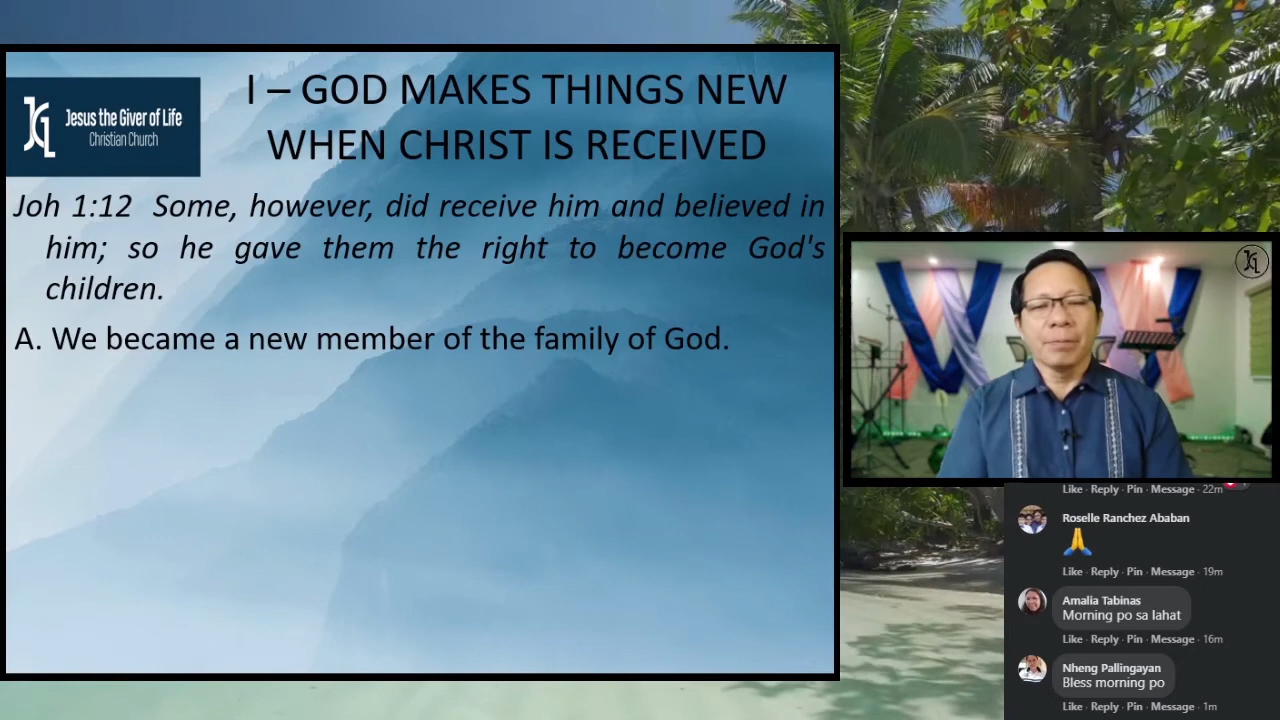 JGL
Jesus the Giver of Life
Christian Church
I – GOD MAKES THINGS NEW
WHEN CHRIST IS RECEIVED
Joh 1:12 Some, however, did receive him and believed in
him; so he gave them the right to become God's
children.
A. We became a new member of the family of God.
JGL
Like · Reply · Pin · Message · 22m
Roselle Ranchez Ababan
Like · Reply · Pin · Message · 19m
Amalia Tabinas
Morning po sa lahat
Like · Reply · Pin · Message · 16m
Nheng Pallingayan
Bless morning po
Like · Reply · Pin · Message · 1m